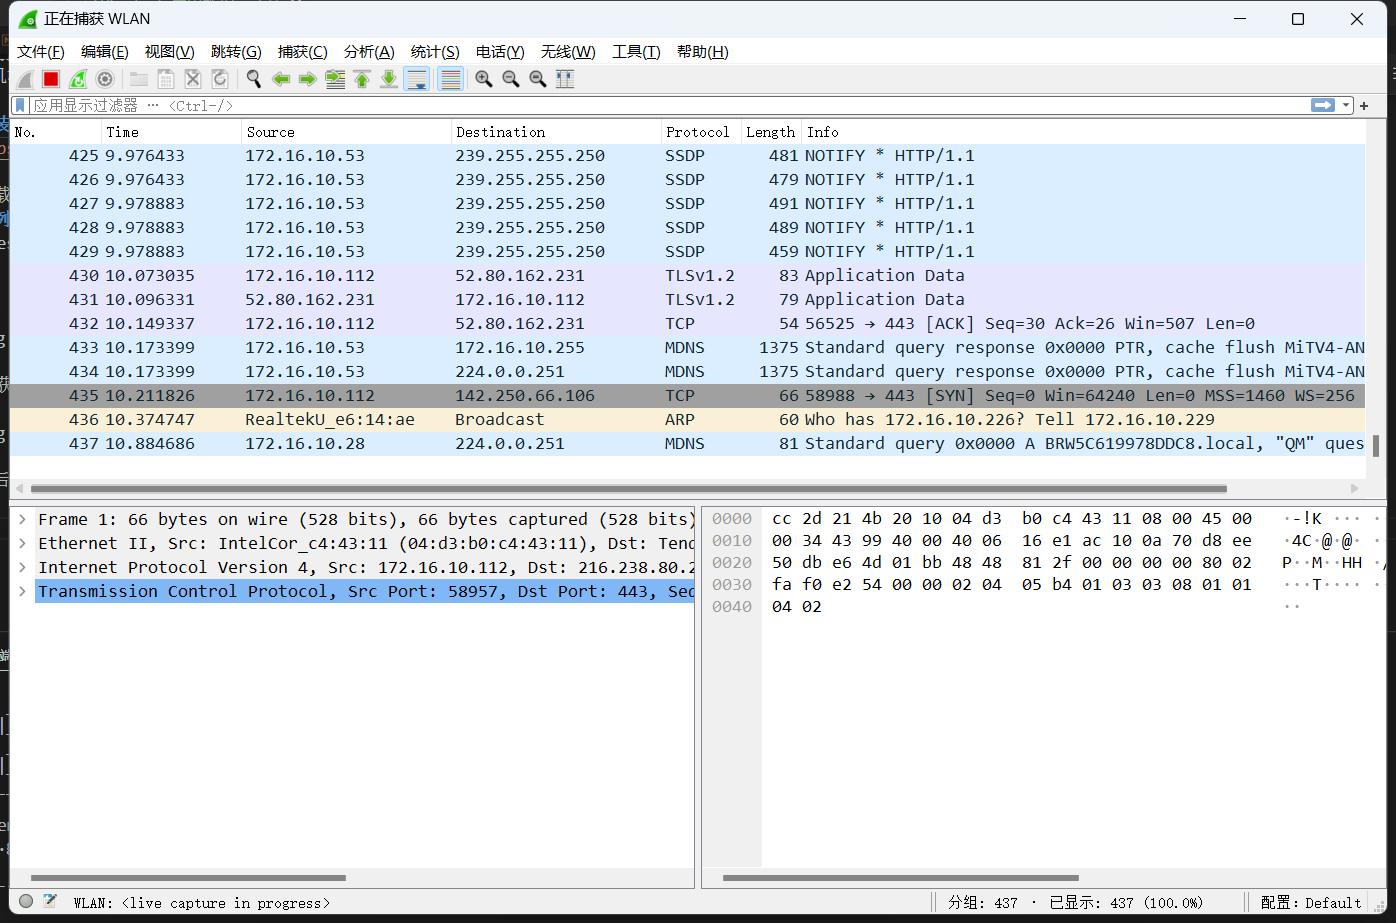 正在捕获 WLAN
文件(F) 编辑(E) 视图(V) 跳转(G) 捕获(C) 分析(A) 统计(S) 电话(Y) 无线(W) 工具(T) 帮助(H)
应用显示过滤器 … <Ctrl-/>
No. Time Source Destination Protocol Length Info
425 9.976433 172.16.10.53 239.255.255.250 SSDP 481 NOTIFY * HTTP/1.1
426 9.976433 172.16.10.53 239.255.255.250 SSDP 479 NOTIFY * HTTP/1.1
427 9.978883 172.16.10.53 239.255.255.250 SSDP 491 NOTIFY * HTTP/1.1
428 9.978883 172.16.10.53 239.255.255.250 SSDP 489 NOTIFY * HTTP/1.1
429 9.978883 172.16.10.53 239.255.255.250 SSDP 459 NOTIFY * HTTP/1.1
430 10.073035 172.16.10.112 52.80.162.231 TLSv1.2 83 Application Data
431 10.096331 52.80.162.231 172.16.10.112 TLSv1.2 79 Application Data
432 10.149337 172.16.10.112 52.80.162.231 TCP 54 56525 → 443 [ACK] Seq=30 Ack=26 Win=507 Len=0
433 10.173399 172.16.10.53 172.16.10.255 MDNS 1375 Standard query response 0x0000 PTR, cache flush MiTV4-AN
434 10.173399 172.16.10.53 224.0.0.251 MDNS 1375 Standard query response 0x0000 PTR, cache flush MiTV4-AN
435 10.211826 172.16.10.112 142.250.66.106 TCP 66 58988 → 443 [SYN] Seq=0 Win=64240 Len=0 MSS=1460 WS=256
436 10.374747 RealtekU_e6:14:ae Broadcast ARP 60 Who has 172.16.10.226? Tell 172.16.10.229
437 10.884686 172.16.10.28 224.0.0.251 MDNS 81 Standard query 0x0000 A BRW5C619978DDC8.local, "QM" ques
Frame 1: 66 bytes on wire (528 bits), 66 bytes captured (528 bits)
Ethernet II, Src: IntelCor_c4:43:11 (04:d3:b0:c4:43:11), Dst: Tend
Internet Protocol Version 4, Src: 172.16.10.112, Dst: 216.238.80.2
Transmission Control Protocol, Src Port: 58957, Dst Port: 443, Sec
0000 cc 2d 21 4b 20 10 04 d3 b0 c4 43 11 08 00 45 00 ·-!K ··· ·
0010 00 34 43 99 40 00 40 06 16 e1 ac 10 0a 70 d8 ee ·4C·@·@· ·
0020 50 db e6 4d 01 bb 48 48 81 2f 00 00 00 00 80 02 P··M··HH ·/
0030 fa f0 e2 54 00 00 02 04 05 b4 01 03 03 08 01 01 ···T···· ·
0040 04 02 ··
WLAN: <live capture in progress> 分组: 437 · 已显示: 437 (100.0%) 配置: Default